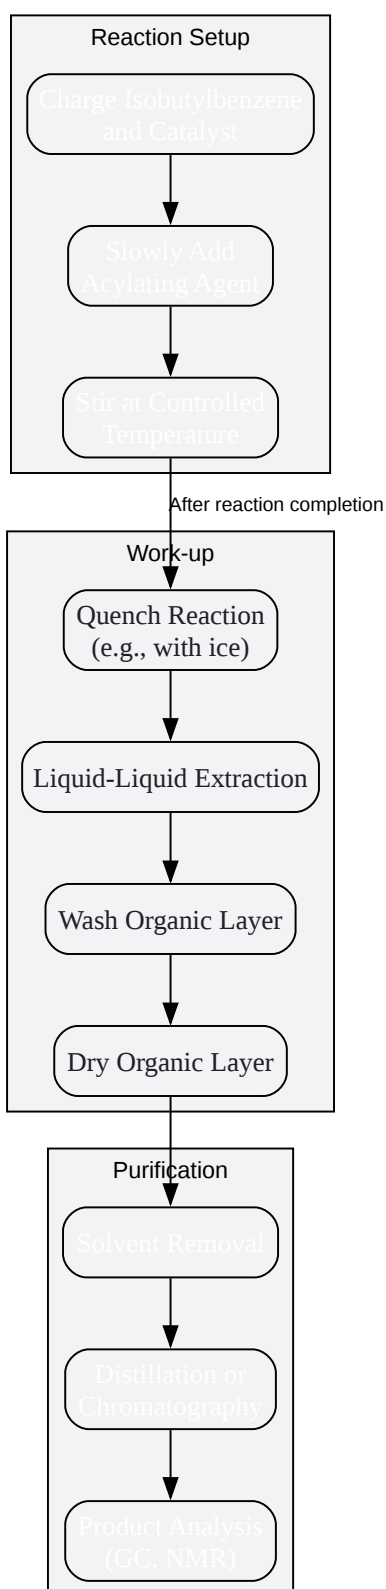 Reaction Setup
Charge Isobutylbenzene
and Catalyst
Slowly Add
Acylating Agent
Stir at Controlled
Temperature
After reaction completion
Work-up
Quench Reaction
(e.g., with ice)
Liquid-Liquid Extraction
Wash Organic Layer
Dry Organic Layer
Purification
Solvent Removal
Distillation or
Chromatography
Product Analysis
(GC, NMR)